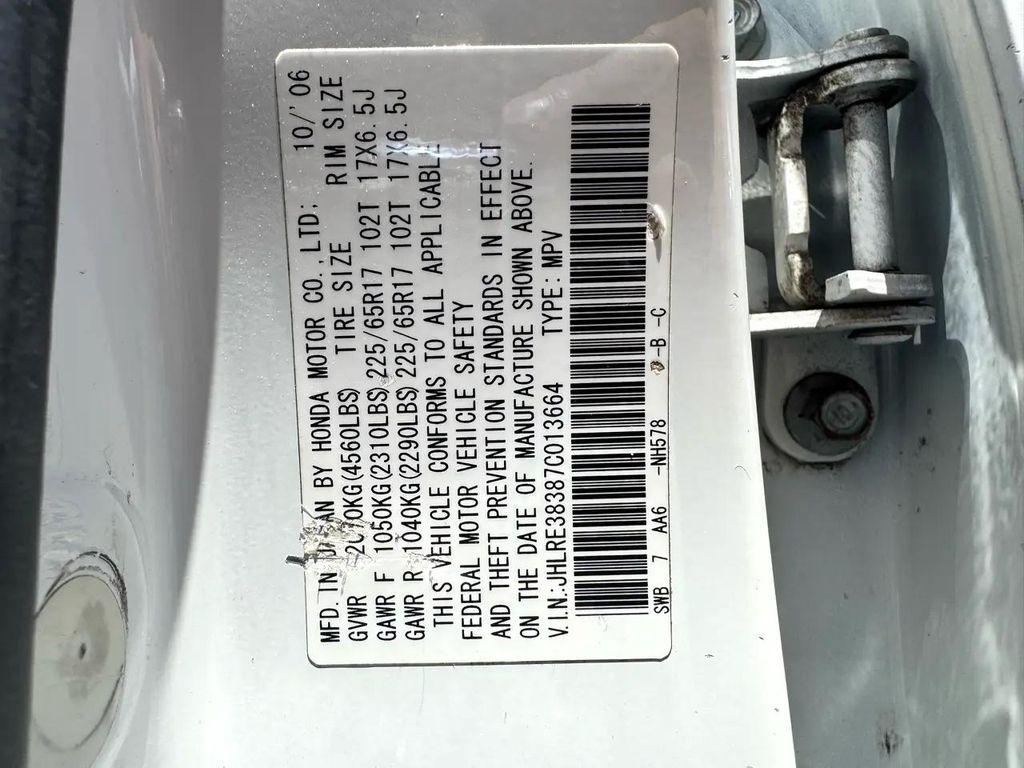 MFD. IN JAPAN BY HONDA MOTOR CO., LTD: 10/'06
GVWR (4560LBS) TIRE SIZE RIM SIZE
GAWR F 1050KG(2310LBS) 225/65R17 102T 17X6.5J
GAWR R 1040KG(2290LBS) 225/65R17 102T 17X6.5J
THIS VEHICLE CONFORMS TO ALL APPLICABLE
FEDERAL MOTOR VEHICLE SAFETY
AND THEFT PREVENTION STANDARDS IN EFFECT
ON THE DATE OF MANUFACTURE SHOWN ABOVE.
V.I.N.:JHLRE38387C013664 TYPE: MPV
SWB 7 AA6 -NH578 -B -C